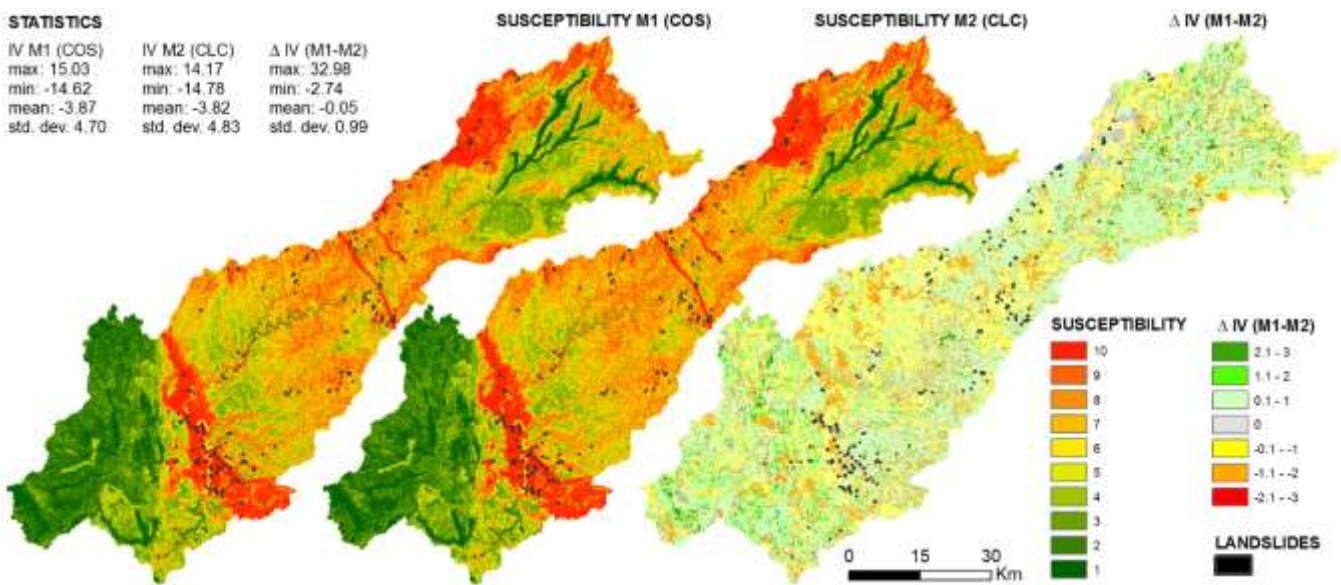 STATISTICS
SUSCEPTIBILITY M1 (COS)
SUSCEPTIBILITY M2 (CLC)
Δ IV (M1-M2)
IV M1 (COS)
max: 15.03
min: -14.62
mean: -3.87
std. dev. 4.70
IV M2 (CLC)
max: 14.17
min: -14.78
mean: -3.82
std. dev. 4.83
Δ IV (M1-M2)
max: 32.98
min: -2.74
mean: -0.05
std. dev. 0.99
SUSCEPTIBILITY
10
9
8
7
6
5
4
3
2
1
Δ IV (M1-M2)
2.1 - 3
1.1 - 2
0.1 - 1
0
-0.1 - -1
-1.1 - -2
-2.1 - -3
LANDSLIDES
0 15 30
Km